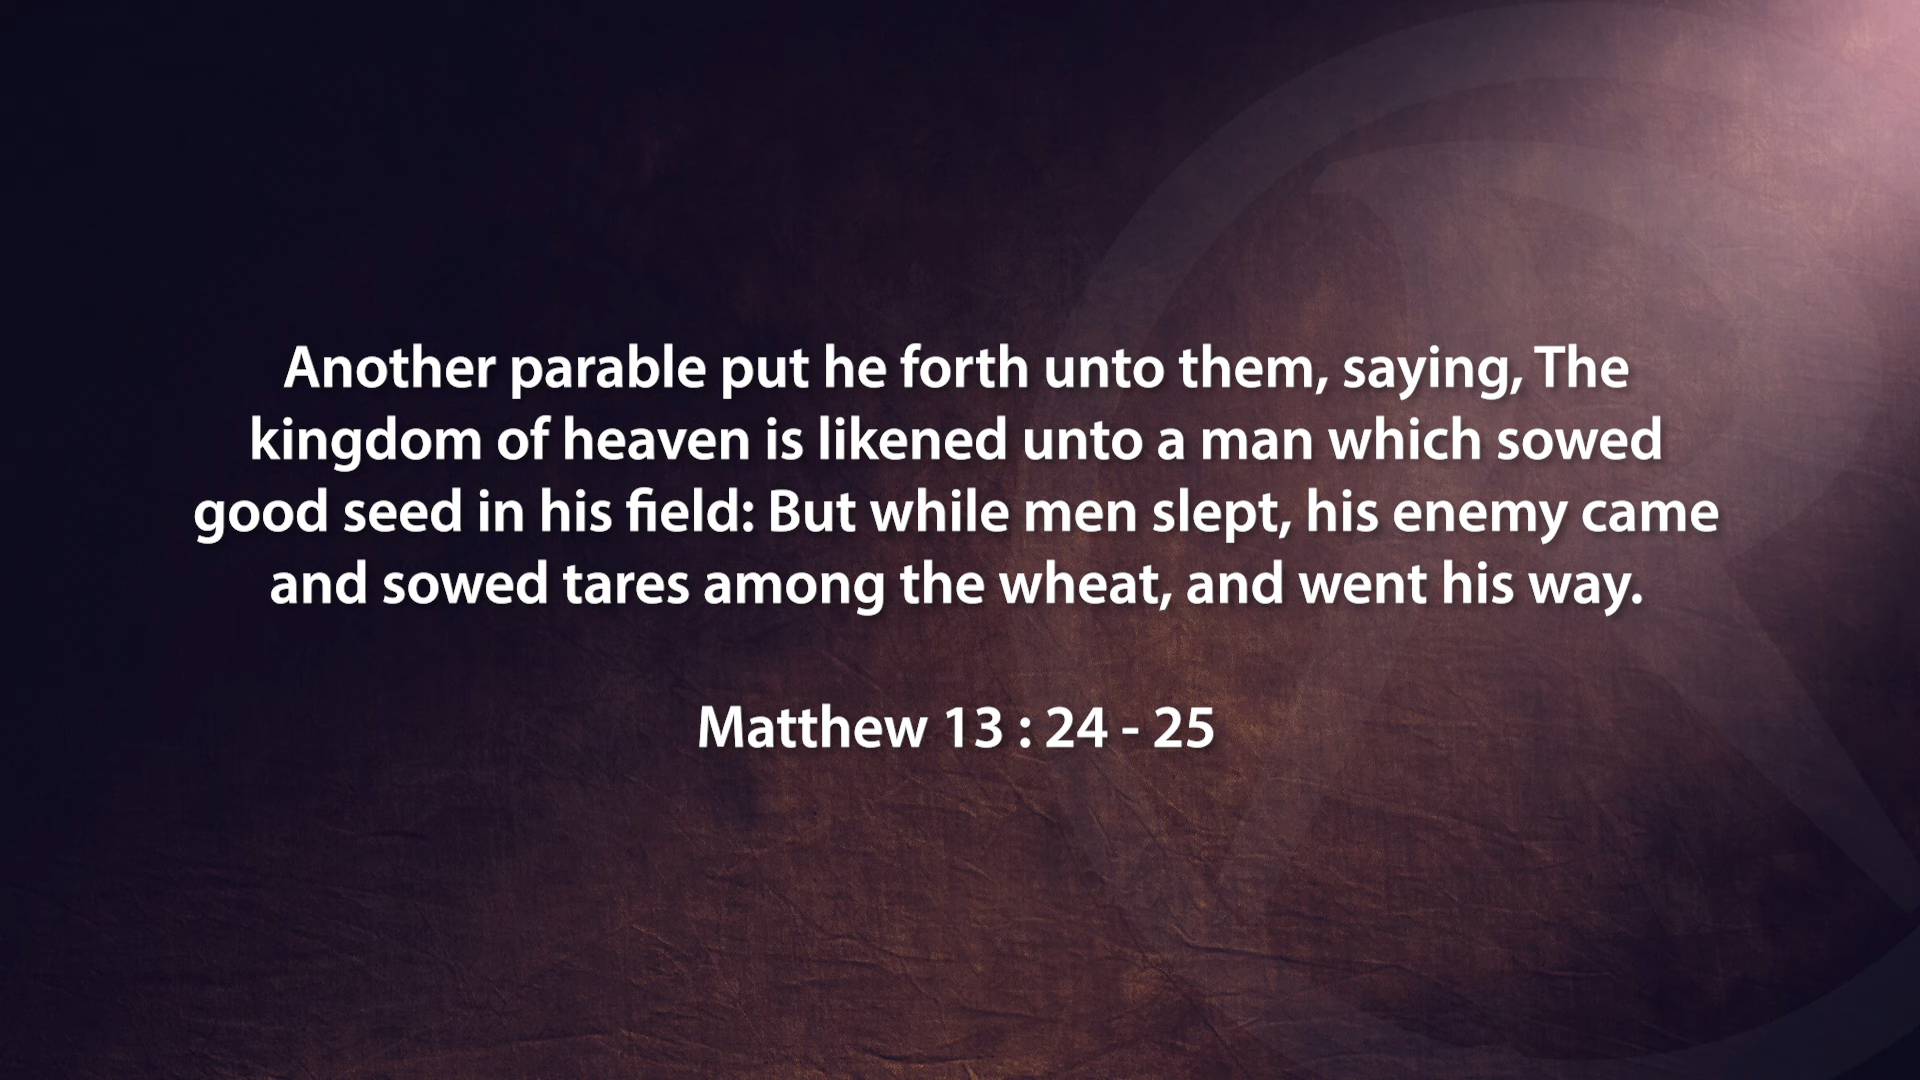 Another parable put he forth unto them, saying, The
kingdom of heaven is likened unto a man which sowed
good seed in his field: But while men slept, his enemy came
and sowed tares among the wheat, and went his way.
Matthew 13 : 24 - 25